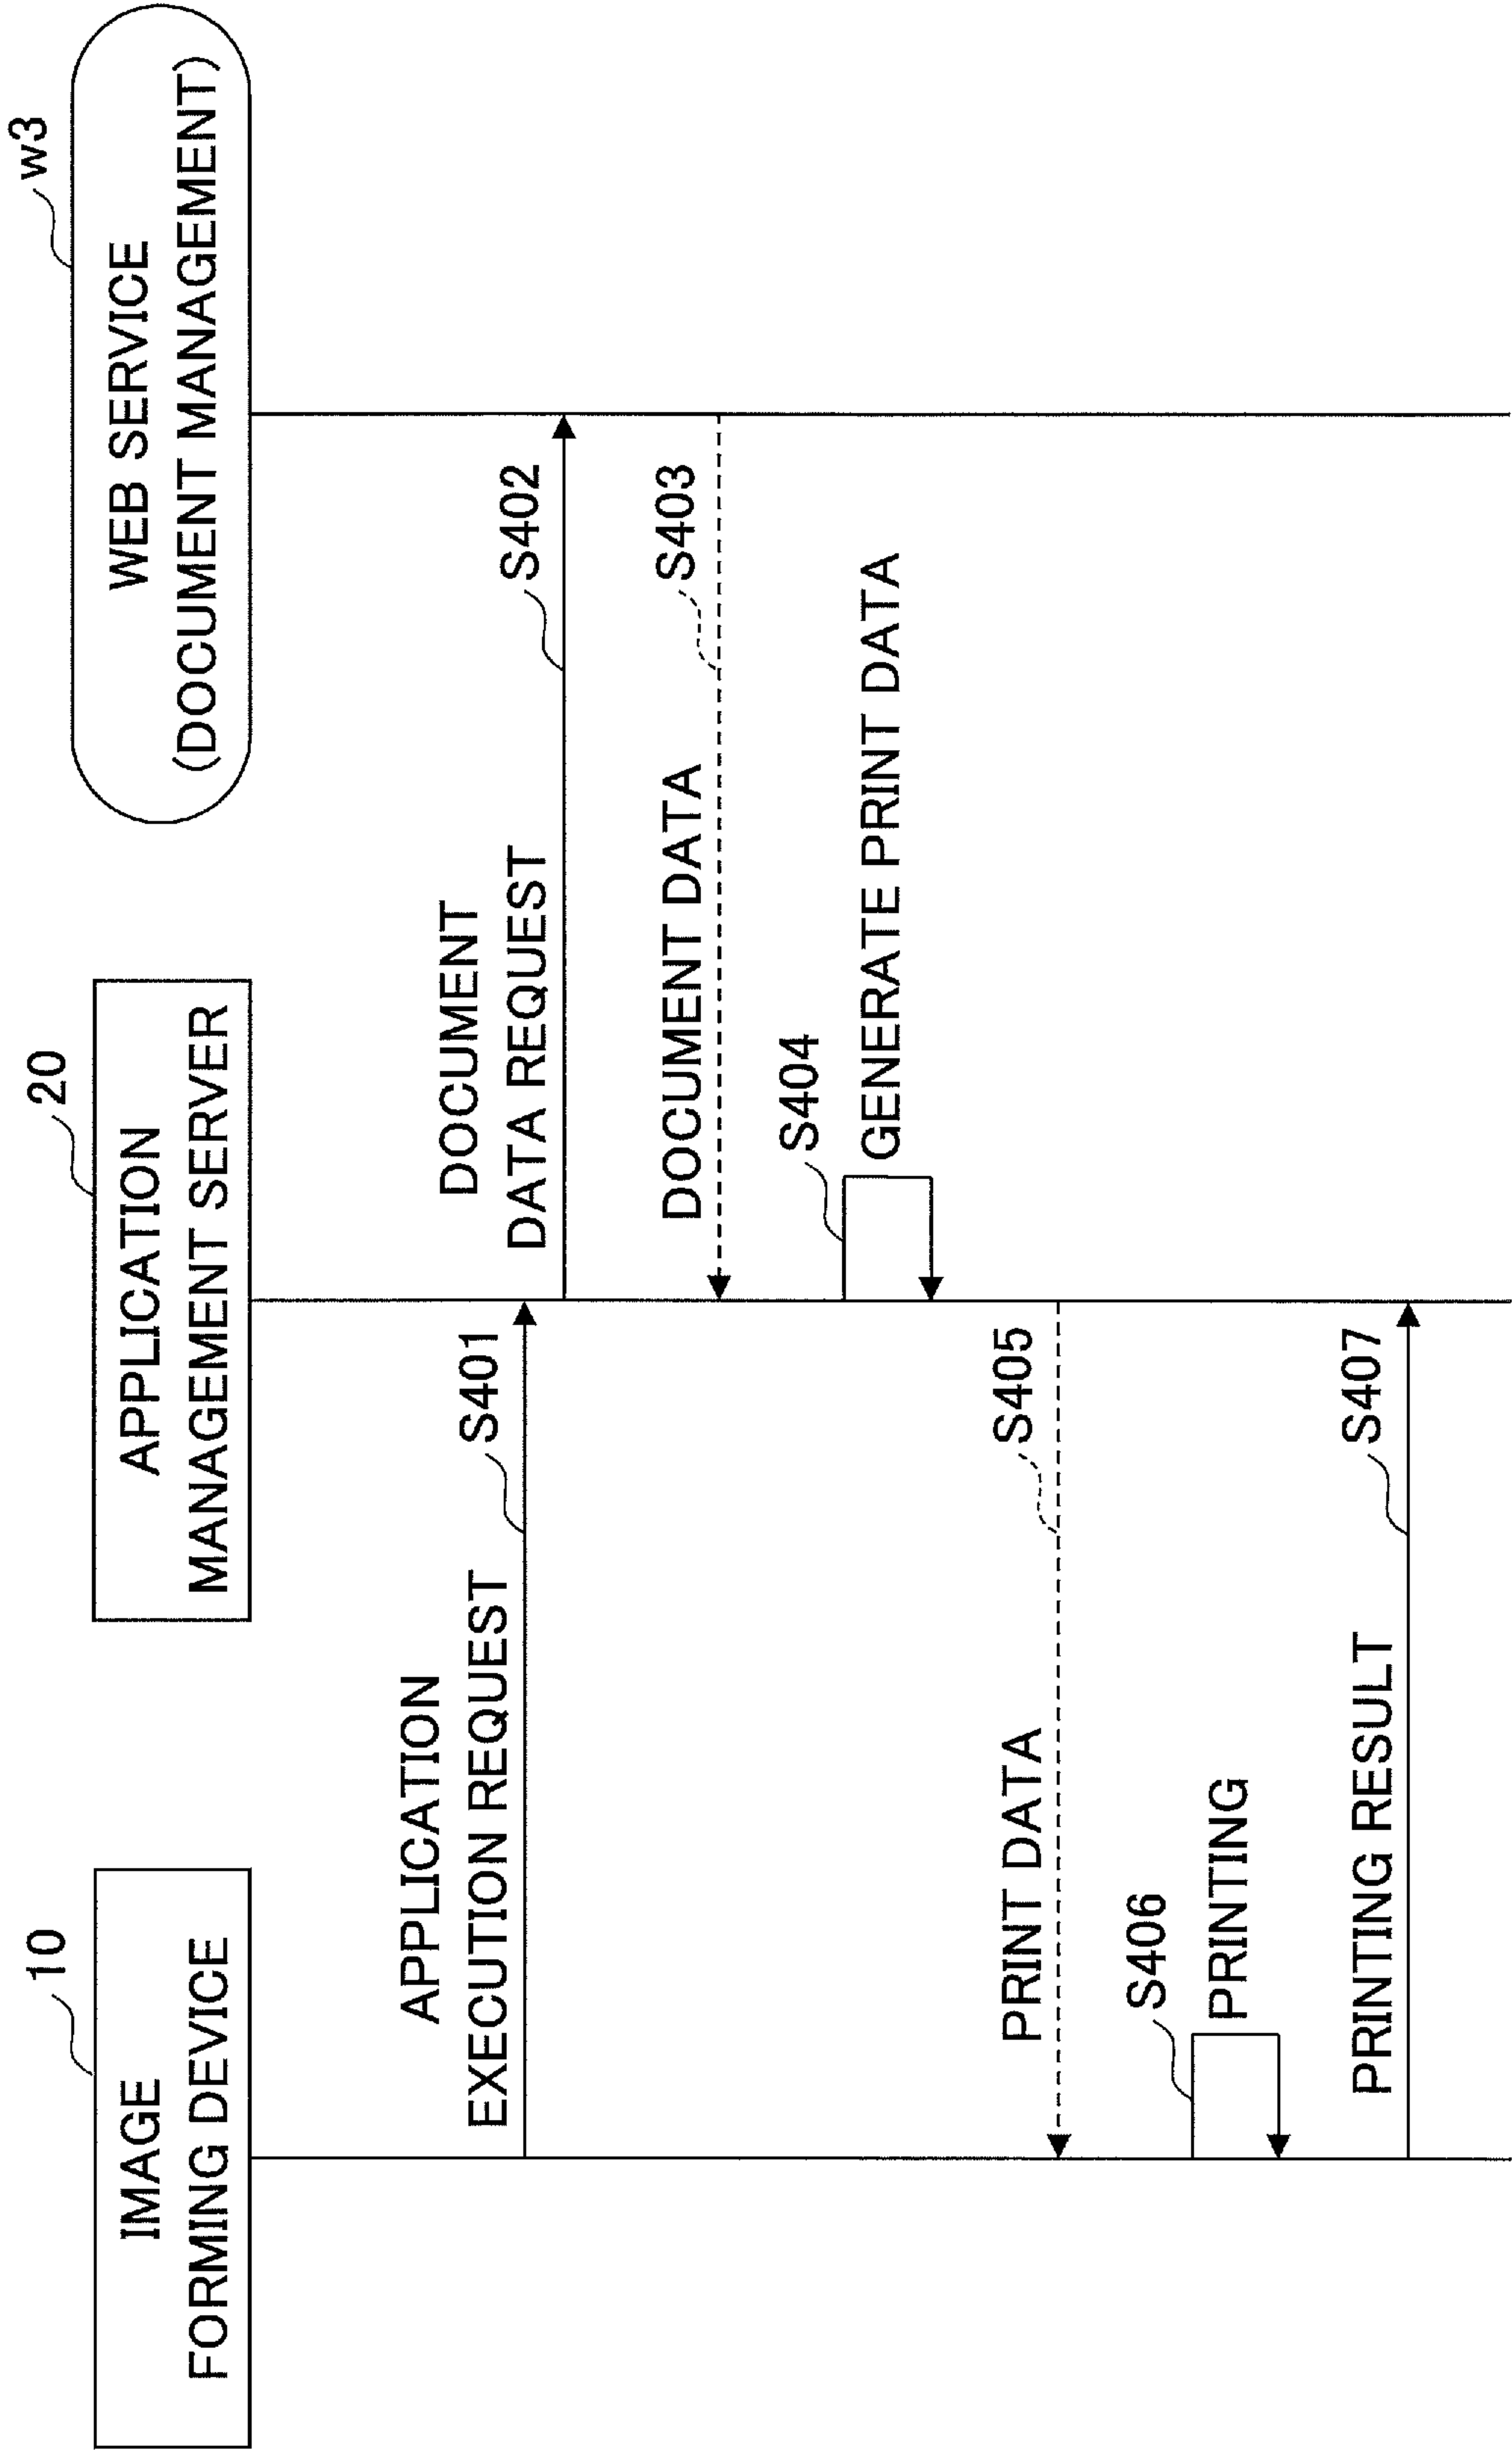 10
IMAGE
FORMING DEVICE
20
APPLICATION
MANAGEMENT SERVER
w3
WEB SERVICE
(DOCUMENT MANAGEMENT)
APPLICATION
EXECUTION REQUEST
S401
DOCUMENT
DATA REQUEST
S402
DOCUMENT DATA
S403
S404
GENERATE PRINT DATA
PRINT DATA
S405
S406
PRINTING
PRINTING RESULT
S407